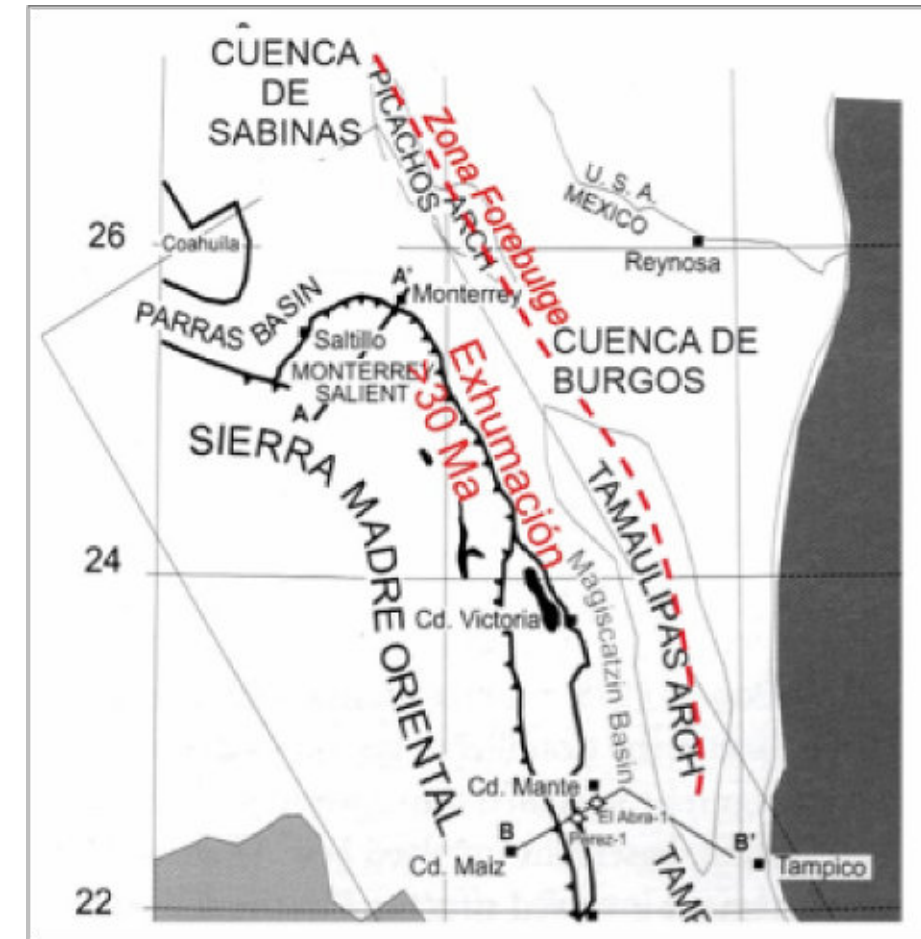 CUENCA
DE
SABINAS
PICACHOS ARCH
Zona Forebulge
U. S. A.
MEXICO
26
Coahuila
Reynosa
A'
Monterrey
PARRAS BASIN
Saltillo
MONTERREY
SALIENT
A
CUENCA DE
BURGOS
Exhumación
>30 Ma
SIERRA MADRE ORIENTAL
TAMAULIPAS ARCH
24
Magiscatzin Basin
Cd. Victoria
Cd. Mante
El Abra-1
Perez-1
B
B'
Cd. Maiz
Tampico
22